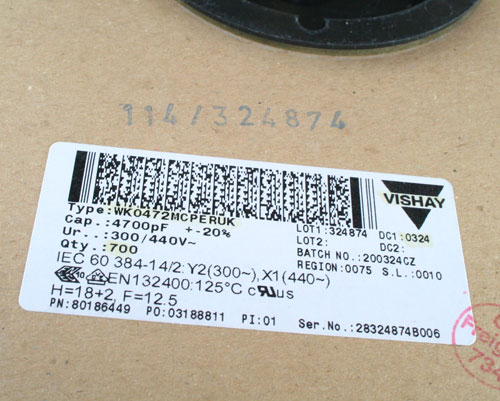 114/324874
VISHAY
Type:WK0472MCPERUK
Cap.:4700pF +-20%
Ur.:300/440V~
Qty.:700
LOT1:324874 DC1:0324
LOT2: DC2:
BATCH NO.:200324CZ
REGION:0075 S.L.:0010
IEC 60 384-14/2: Y2(300~),X1(440~)
EN132400:125°C c us
H=18+2, F=12.5
PN:80186449 PO:03188811 PI:01 Ser.No.:28324874B006
734